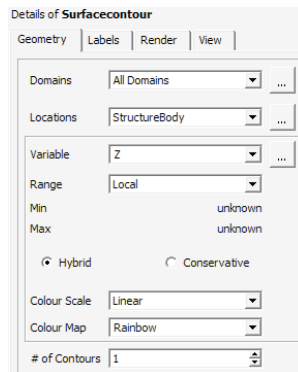 Details of Surfacecontour
Geometry Labels Render View
Domains All Domains ...
Locations StructureBody ...
Variable Z ...
Range Local
Min unknown
Max unknown
Hybrid Conservative
Colour Scale Linear
Colour Map Rainbow
# of Contours 1